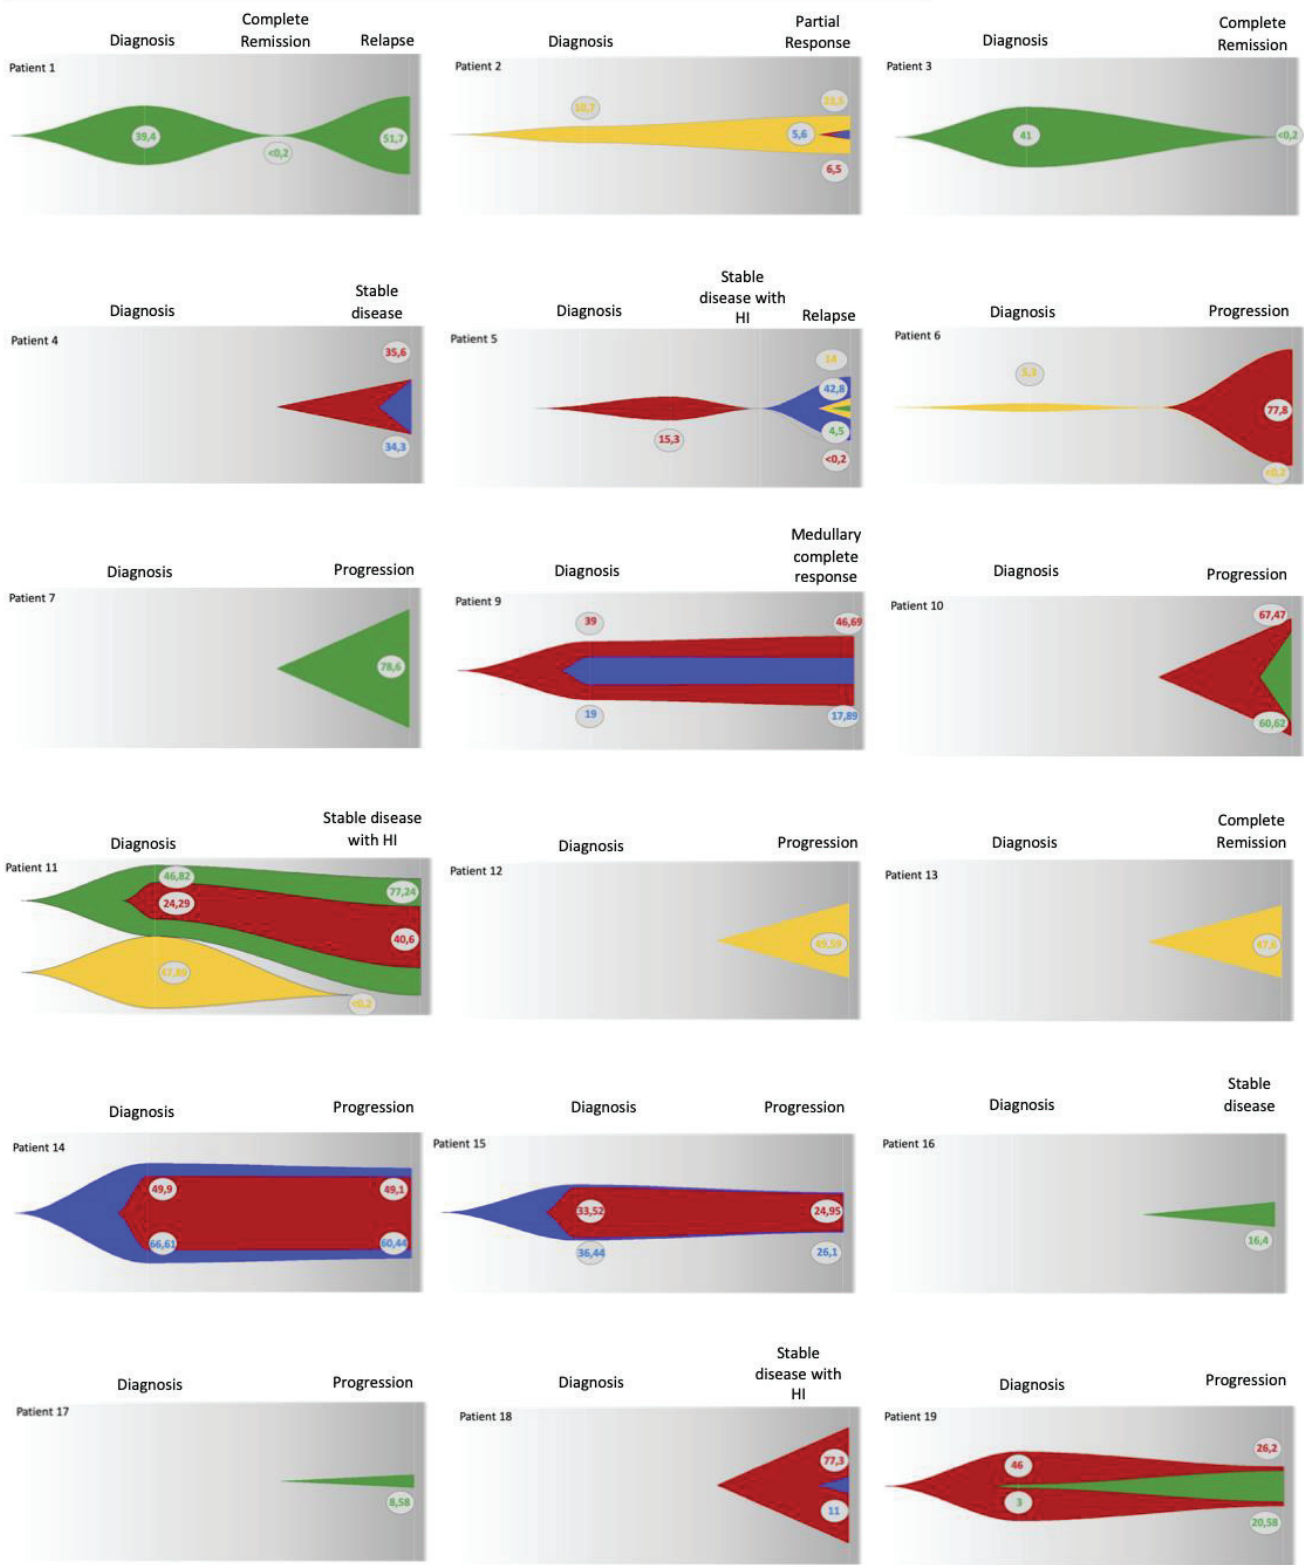 Complete
Diagnosis Remission Relapse
Patient 1
39,4
<0,2
51,7
Partial
Diagnosis Response
Patient 2
10,7
5,6
6,5
Complete
Diagnosis Remission
Patient 3
41
<0,2
Stable
Diagnosis disease
Patient 4
35,6
34,3
Stable
disease with
Diagnosis HI Relapse
Patient 5
15,3
14
42,8
4,5
<0,2
Diagnosis Progression
Patient 6
5,3
77,8
<0,2
Diagnosis Progression
Patient 7
78,6
Medullary
complete
Diagnosis response
Patient 9
39
19
46,69
17,89
Diagnosis Progression
Patient 10
67,47
60,62
Stable disease
Diagnosis with HI
Patient 11
46,82
24,29
77,24
40,6
<0,2
Diagnosis Progression
Patient 12
49,59
Complete
Diagnosis Remission
Patient 13
47,6
Diagnosis Progression
Patient 14
49,9
66,61
49,1
60,44
Diagnosis Progression
Patient 15
33,52
36,44
24,95
26,1
Stable
Diagnosis disease
Patient 16
16,4
Diagnosis Progression
Patient 17
8,58
Stable
disease with
Diagnosis HI
Patient 18
77,3
11
Diagnosis Progression
Patient 19
46
3
26,2
20,58